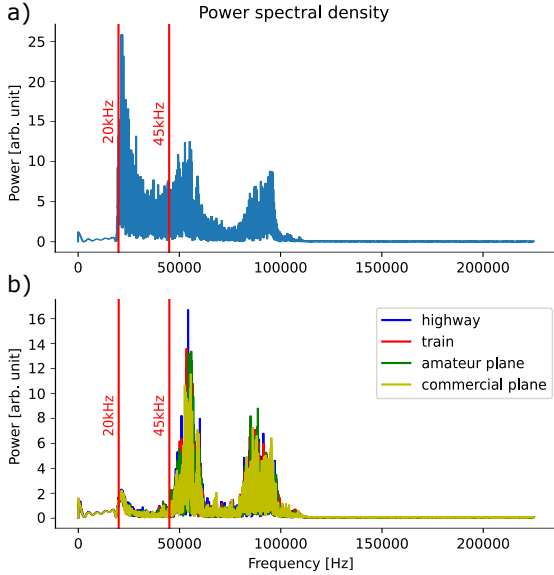 a)
Power spectral density
25
20
15
10
5
0
Power [arb. unit]
20kHz
45kHz
0
50000
100000
150000
200000
b)
16
14
12
10
8
6
4
2
0
Power [arb. unit]
20kHz
45kHz
highway
train
amateur plane
commercial plane
0
50000
100000
150000
200000
Frequency [Hz]